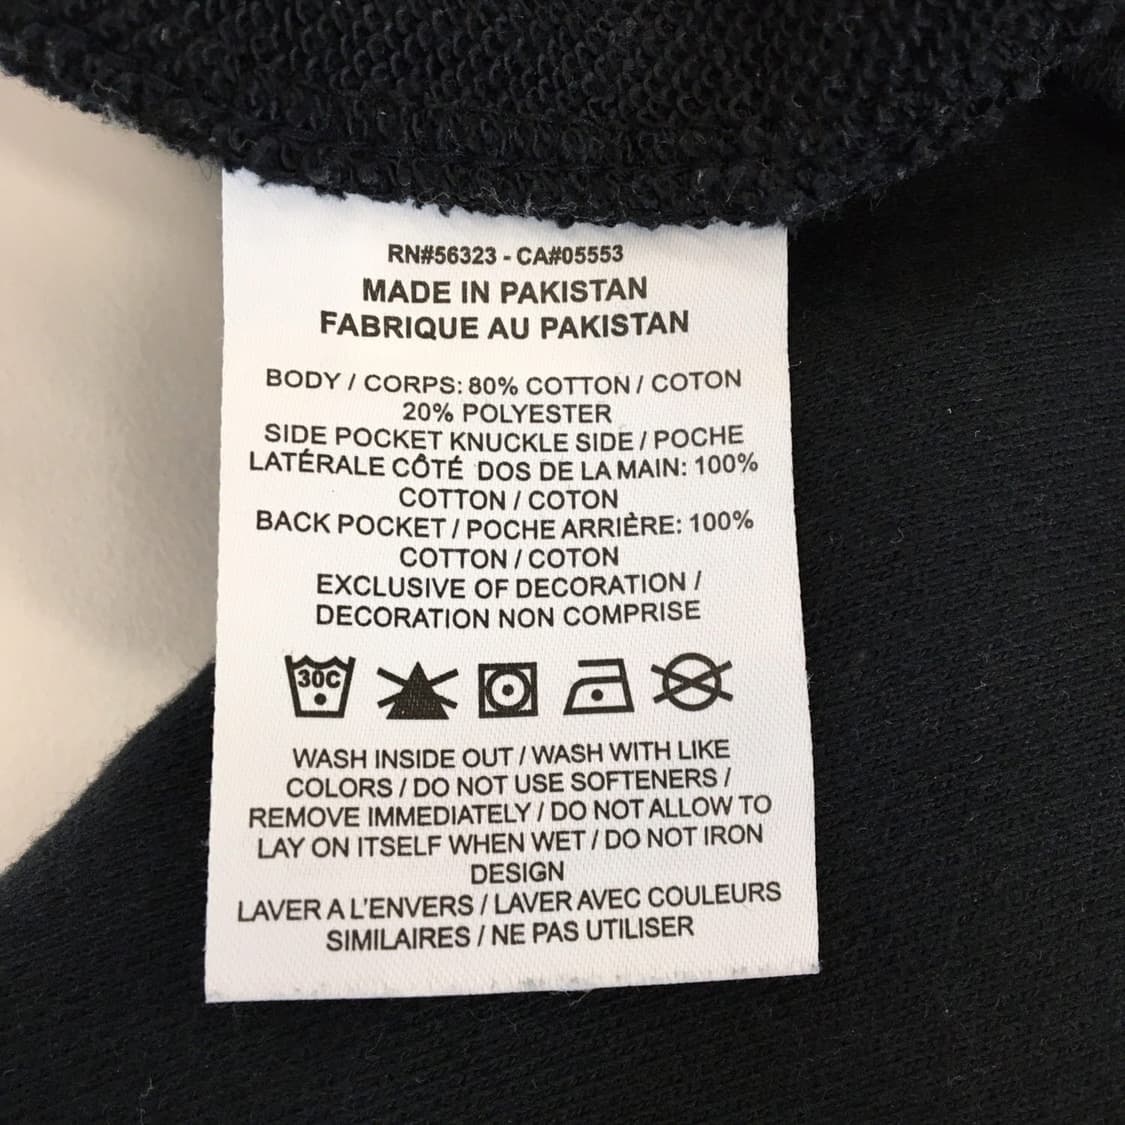 RN#56323 - CA#05553
MADE IN PAKISTAN
FABRIQUE AU PAKISTAN
BODY / CORPS: 80% COTTON / COTON
20% POLYESTER
SIDE POCKET KNUCKLE SIDE / POCHE
LATÉRALE CÔTÉ DOS DE LA MAIN: 100%
COTTON / COTON
BACK POCKET / POCHE ARRIÈRE: 100%
COTTON / COTON
EXCLUSIVE OF DECORATION /
DECORATION NON COMPRISE
30C
WASH INSIDE OUT / WASH WITH LIKE
COLORS / DO NOT USE SOFTENERS /
REMOVE IMMEDIATELY / DO NOT ALLOW TO
LAY ON ITSELF WHEN WET / DO NOT IRON
DESIGN
LAVER A L'ENVERS / LAVER AVEC COULEURS
SIMILAIRES / NE PAS UTILISER